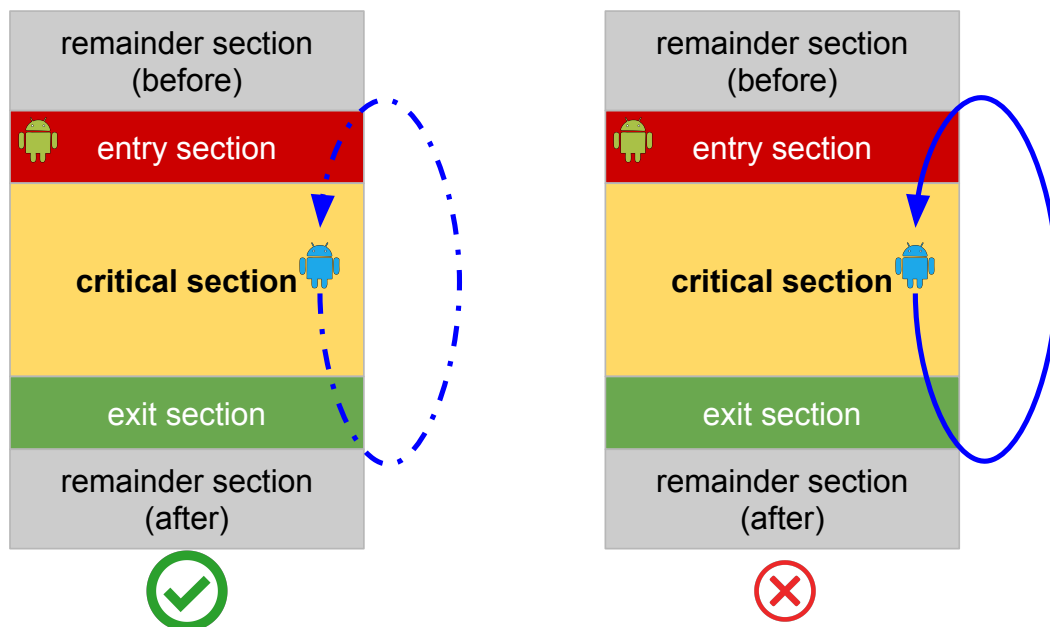 remainder section
(before)
entry section
critical section
exit section
remainder section
(after)
remainder section
(before)
entry section
critical section
exit section
remainder section
(after)